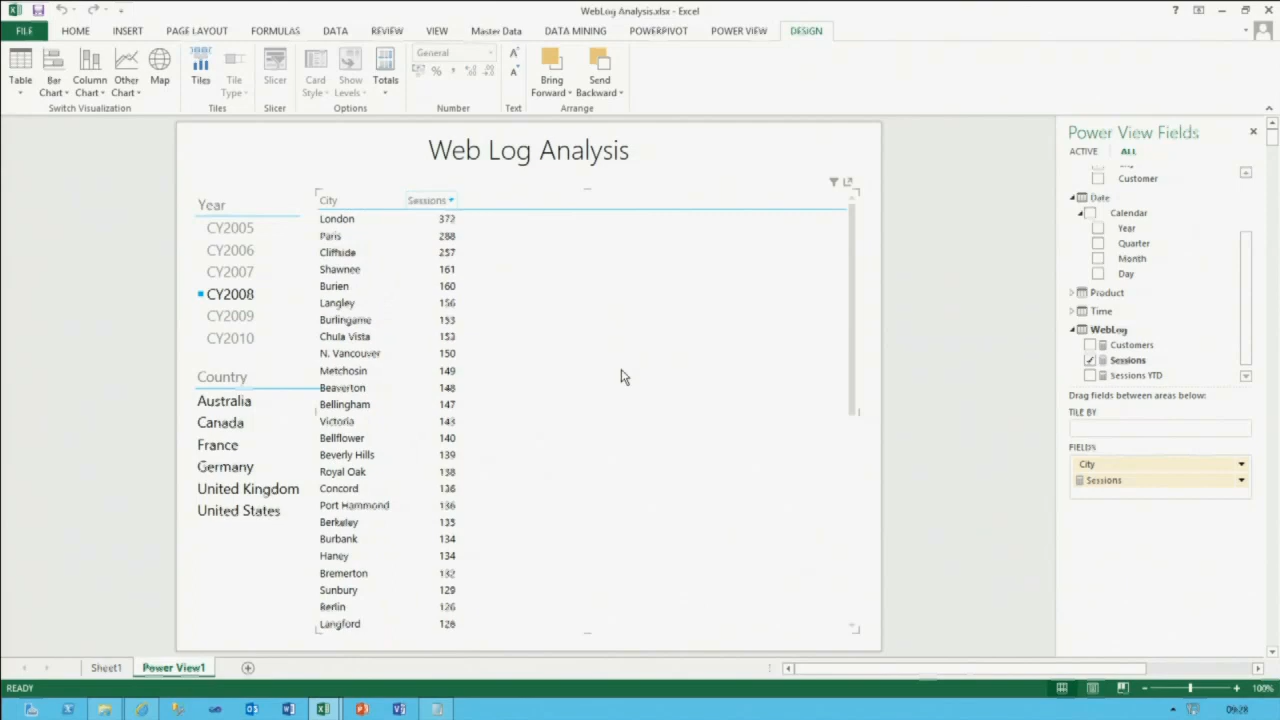 WebLog Analysis.xlsx - Excel
FILE HOME INSERT PAGE LAYOUT FORMULAS DATA REVIEW VIEW Master Data DATA MINING POWERPIVOT POWER VIEW DESIGN
Table Bar Chart Column Chart Other Chart Map Tiles Tile Type Slicer Card Style Show Levels Totals General Bring Forward Send Backward
Switch Visualization Tiles Slicer Options Number Text Arrange
Web Log Analysis
Year
CY2005
CY2006
CY2007
CY2008
CY2009
CY2010
Country
Australia
Canada
France
Germany
United Kingdom
United States
City Sessions
London 372
Paris 288
Cliffside 257
Shawnee 161
Burien 160
Langley 156
Burlingame 153
Chula Vista 153
N. Vancouver 150
Metchosin 149
Beaverton 148
Bellingham 147
Victoria 143
Bellflower 140
Beverly Hills 139
Royal Oak 138
Concord 136
Port Hammond 136
Berkeley 135
Burbank 134
Haney 134
Bremerton 132
Sunbury 129
Berlin 126
Langford 126
Power View Fields
ACTIVE ALL
Customer
Date
Calendar
Year
Quarter
Month
Day
Product
Time
WebLog
Customers
Sessions
Sessions YTD
Drag fields between areas below:
TILE BY
FIELDS
City
Sessions
Sheet1 Power View1
READY 100%
09:28